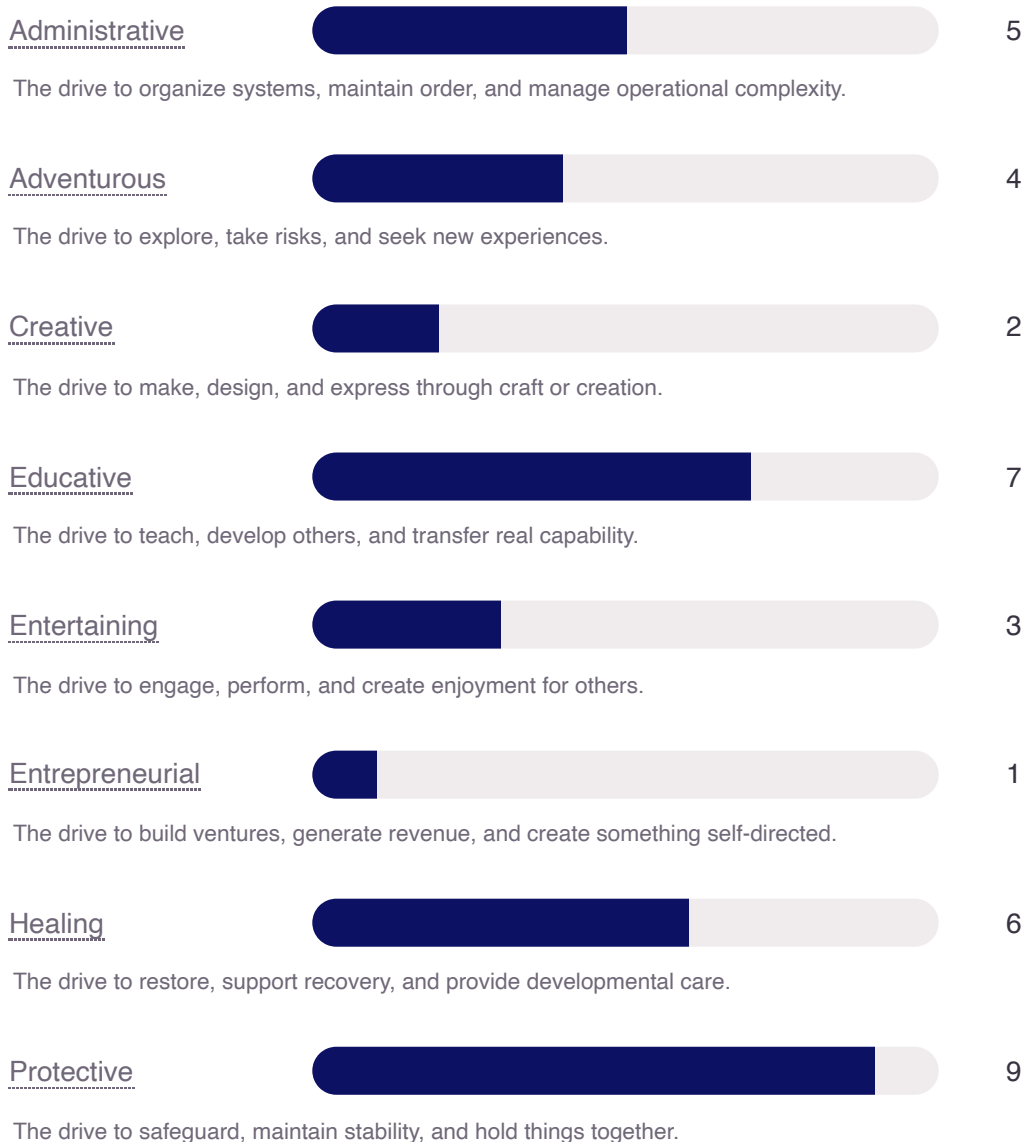 Administrative 5
The drive to organize systems, maintain order, and manage operational complexity.
Adventurous 4
The drive to explore, take risks, and seek new experiences.
Creative 2
The drive to make, design, and express through craft or creation.
Educative 7
The drive to teach, develop others, and transfer real capability.
Entertaining 3
The drive to engage, perform, and create enjoyment for others.
Entrepreneurial 1
The drive to build ventures, generate revenue, and create something self-directed.
Healing 6
The drive to restore, support recovery, and provide developmental care.
Protective 9
The drive to safeguard, maintain stability, and hold things together.